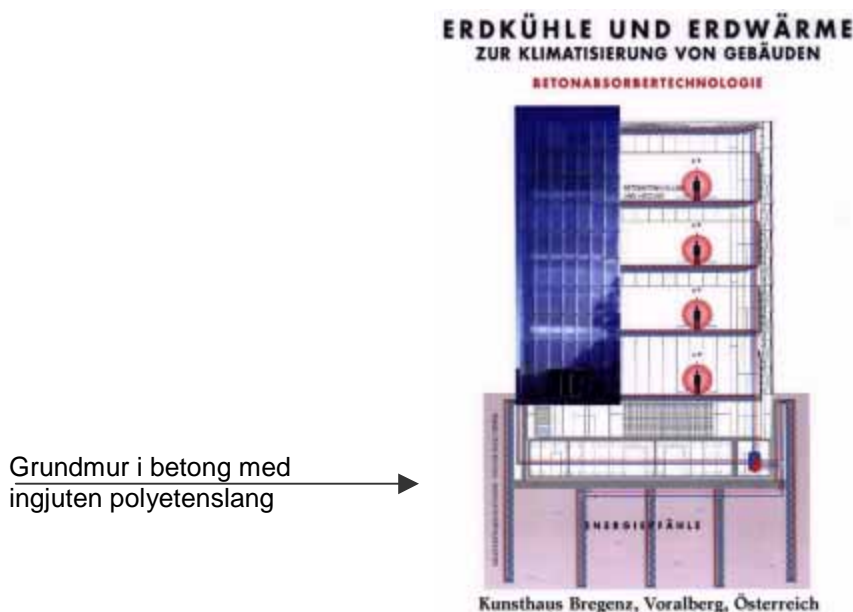 ERDKÜHLE UND ERDWÄRME
ZUR KLIMATISIERUNG VON GEBÄUDEN
BETONABSORBERTECHNOLOGIE
Grundmur i betong med
ingjuten polyetenslang
ENERGIEPFÄHLE
Kunsthaus Bregenz, Voralberg, Österreich